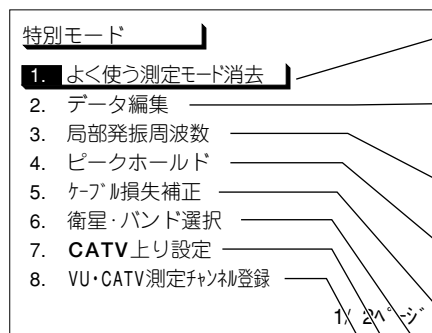 特別モード
1. よく使う測定モード消去
2. データ編集
3. 局部発振周波数
4. ピークホールド
5. ｹｰﾌﾞﾙ損失補正
6. 衛星･バンド選択
7. CATV上り設定
8. VU･CATV測定ﾁｬﾝﾈﾙ登録
1/ 2ﾍﾟｰｼﾞ